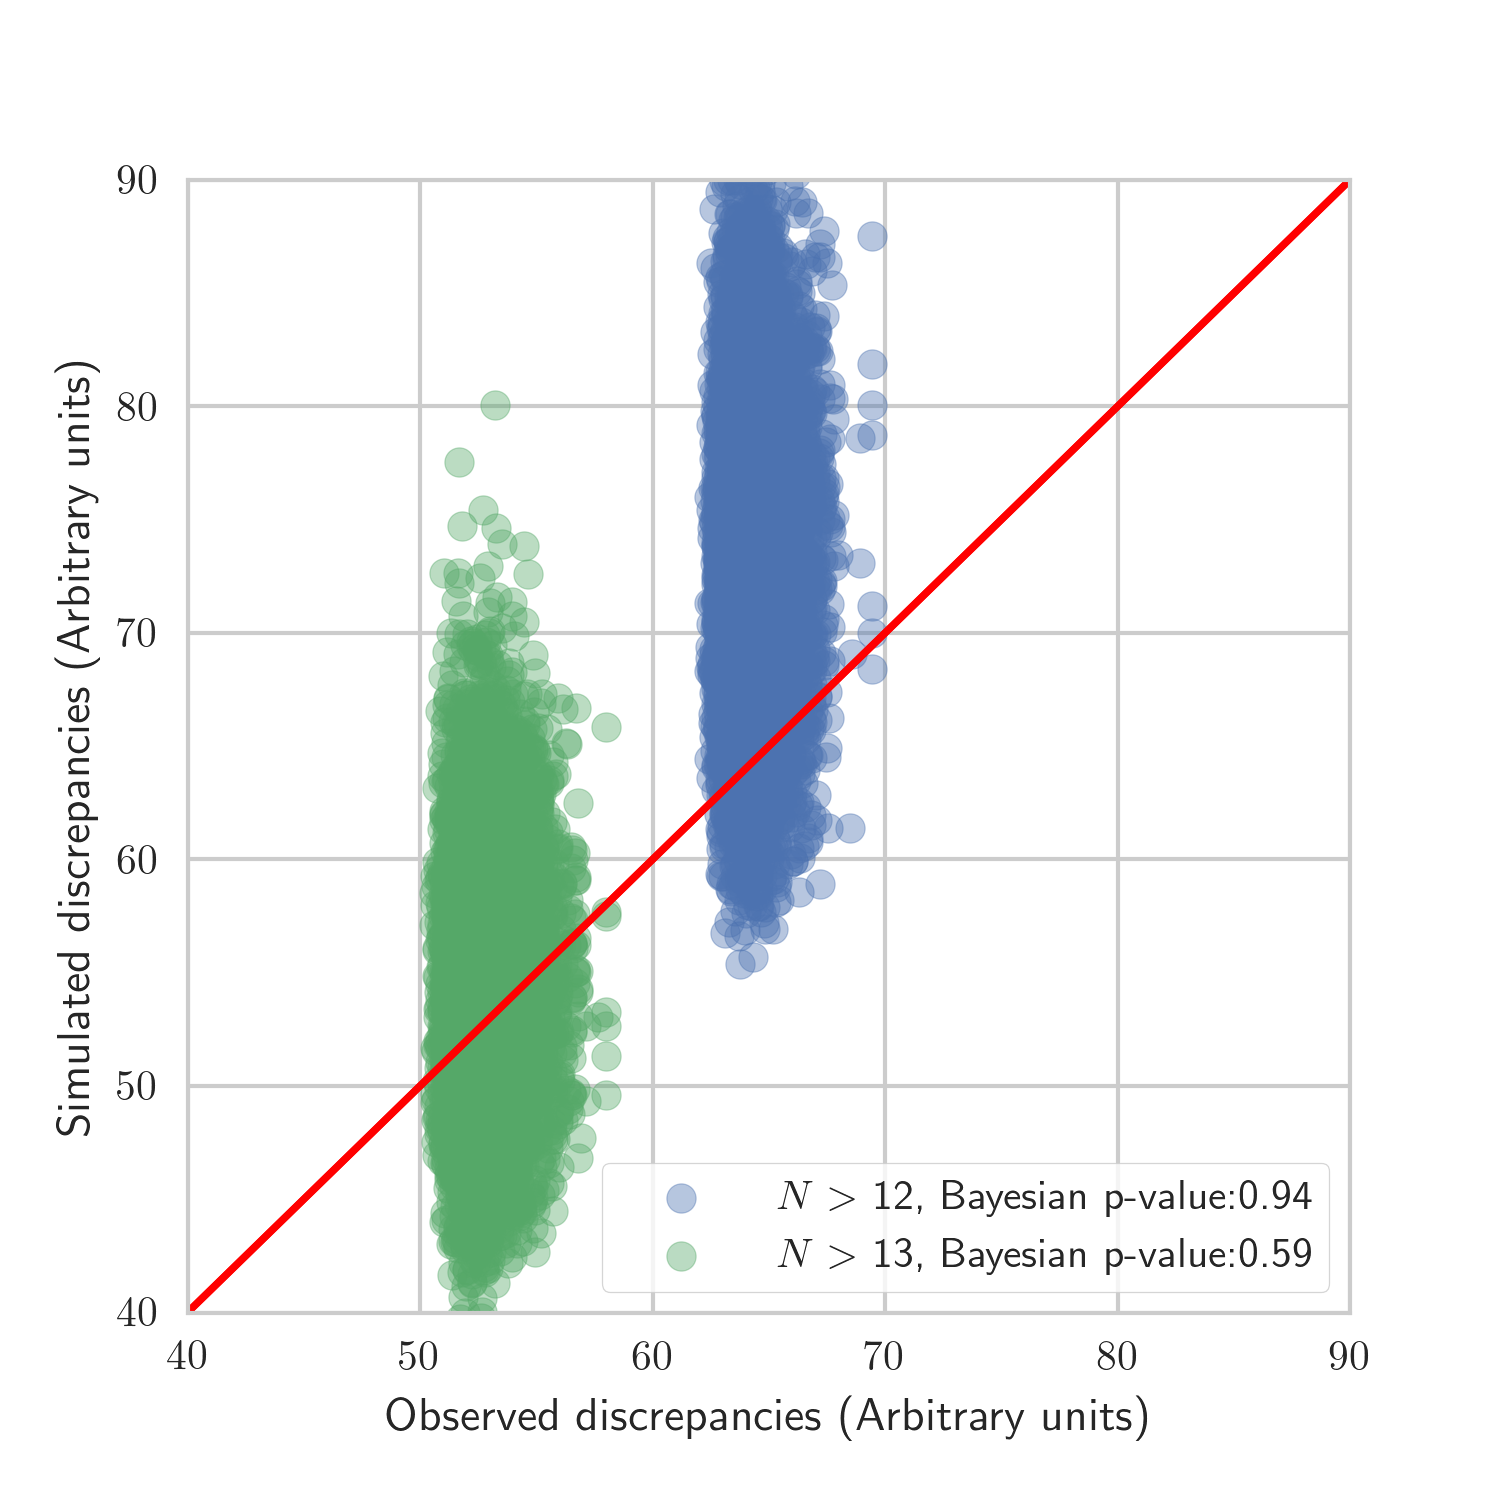 90
80
70
60
50
40
40 50 60 70 80 90
Simulated discrepancies (Arbitrary units)
Observed discrepancies (Arbitrary units)
N > 12, Bayesian p-value:0.94
N > 13, Bayesian p-value:0.59